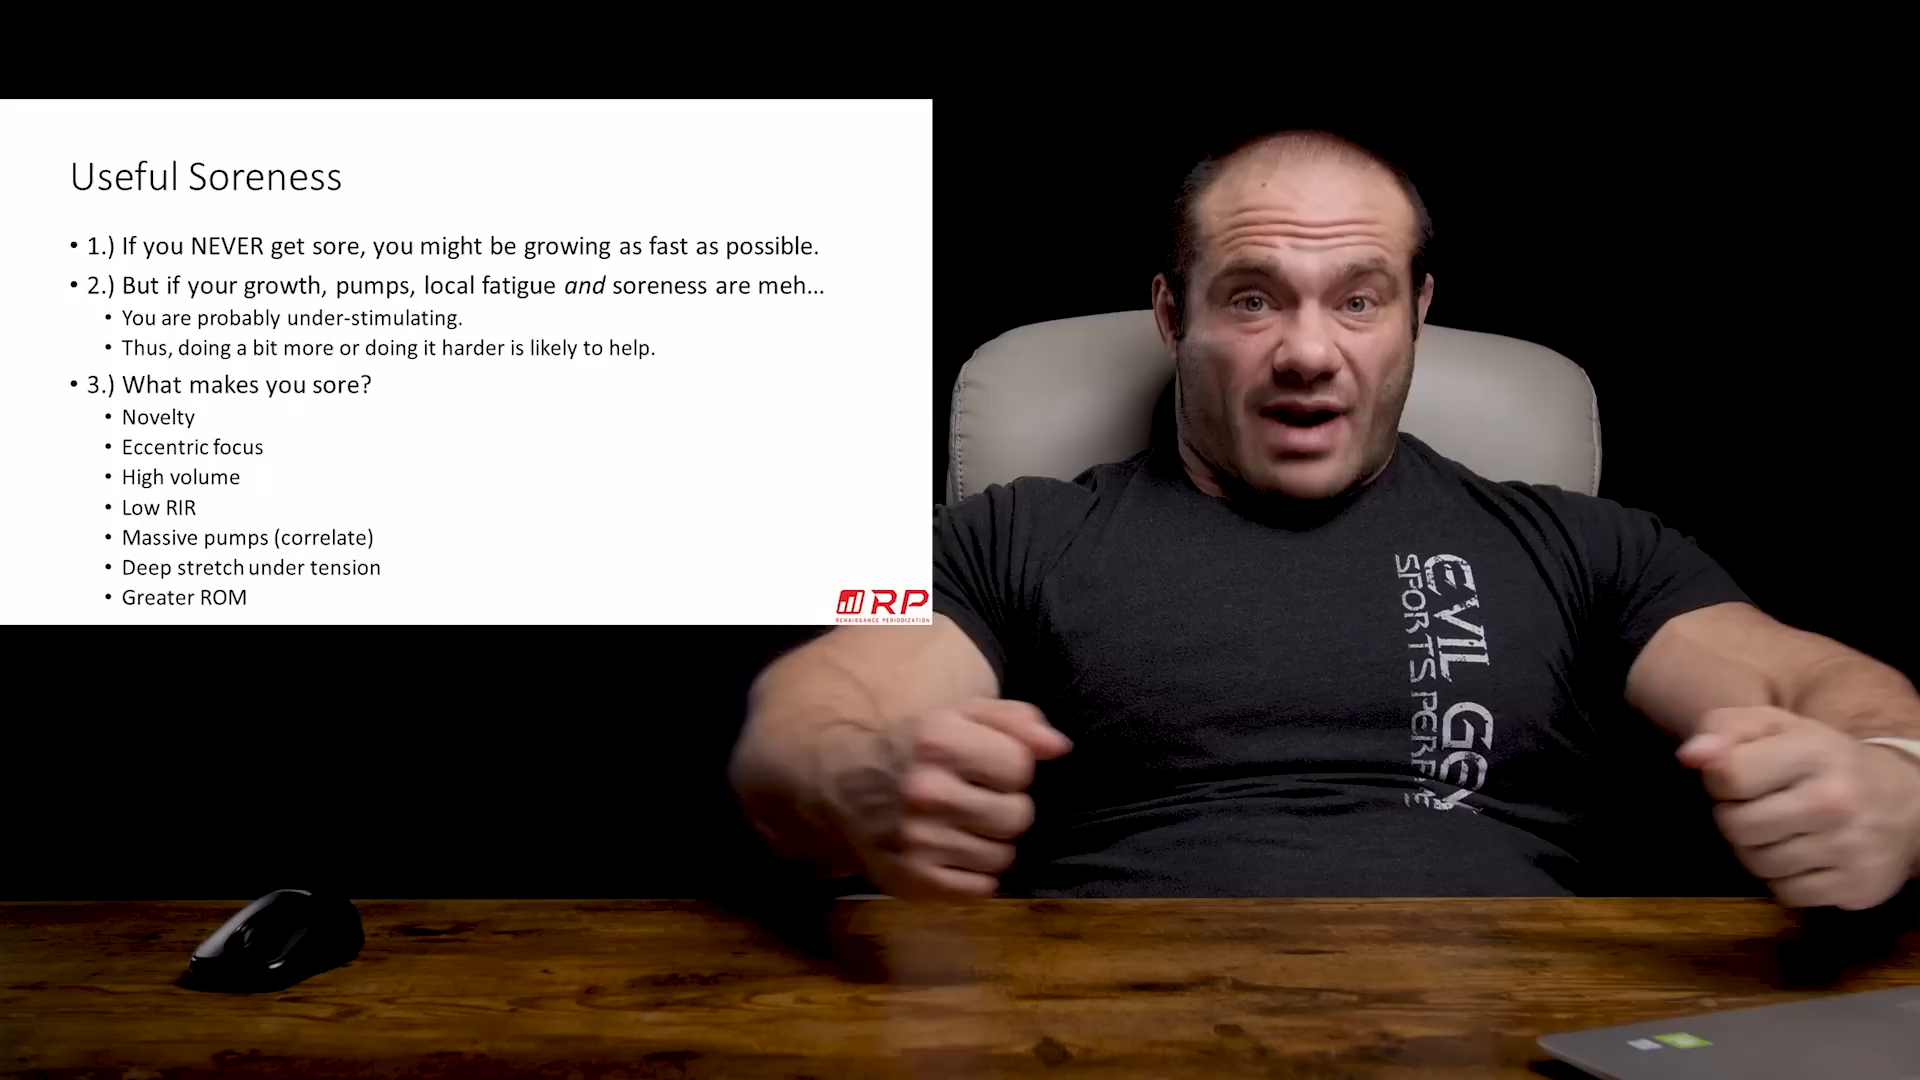 Useful Soreness
• 1.) If you NEVER get sore, you might be growing as fast as possible.
• 2.) But if your growth, pumps, local fatigue and soreness are meh...
• You are probably under-stimulating.
• Thus, doing a bit more or doing it harder is likely to help.
• 3.) What makes you sore?
• Novelty
• Eccentric focus
• High volume
• Low RIR
• Massive pumps (correlate)
• Deep stretch under tension
• Greater ROM
RP
RENAISSANCE PERIODIZATION
EVIL
SPORTS